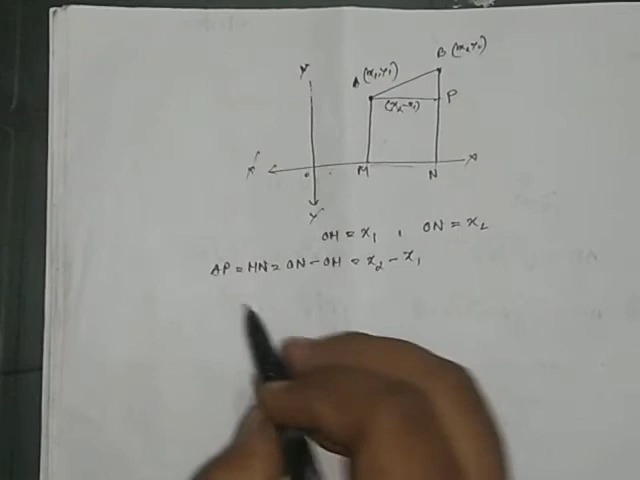 B (x₂,y₂)
Y
A (x₁,y₁)
P
(x₂-x₁)
X' O M N X
Y'
OM = x₁ , ON = x₂
AP = MN = ON - OM = x₂ - x₁